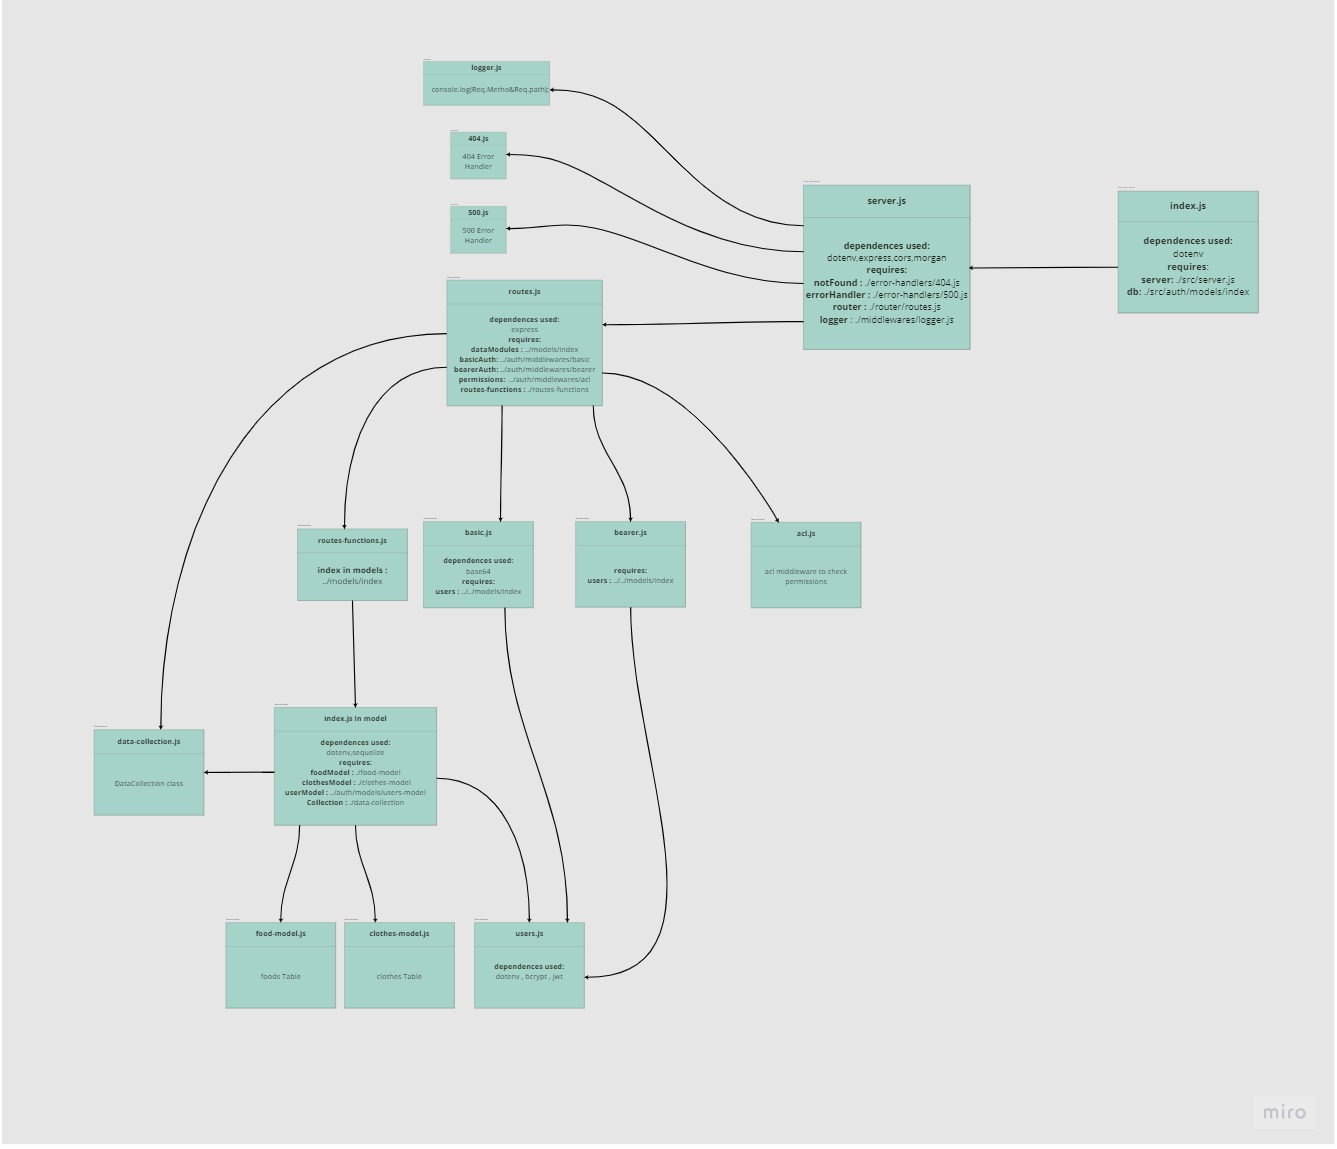 logger.js
console.log(Req.Metho&Req.path);
404.js
404 Error
Handler
500.js
500 Error
Handler
server.js
dependences used:
dotenv,express,cors,morgan
requires:
notFound : ./error-handlers/404.js
errorHandler : ./error-handlers/500.js
router : ./router/routes.js
logger : ./middlewares/logger.js
index.js
dependences used:
dotenv
requires:
server: ./src/server.js
db: ./src/auth/models/index
routes.js
dependences used:
express
requires:
dataModules : ../models/index
basicAuth: ../auth/middlewares/basic
bearerAuth: ../auth/middlewares/bearer
permissions: ../auth/middlewares/acl
routes-functions : ./routes-functions
routes-functions.js
index in models :
../models/index
basic.js
dependences used:
base64
requires:
users : ../../models/index
bearer.js
requires:
users : ../../models/index
acl.js
acl middleware to check
permissions
data-collection.js
DataCollection class
index.js in model
dependences used:
dotenv,sequelize
requires:
foodModel : ./food-model
clothesModel : ./clothes-model
userModel : ../auth/models/users-model
Collection : ./data-collection
food-model.js
foods Table
clothes-model.js
clothes Table
users.js
dependences used:
dotenv , bcrypt , jwt
miro